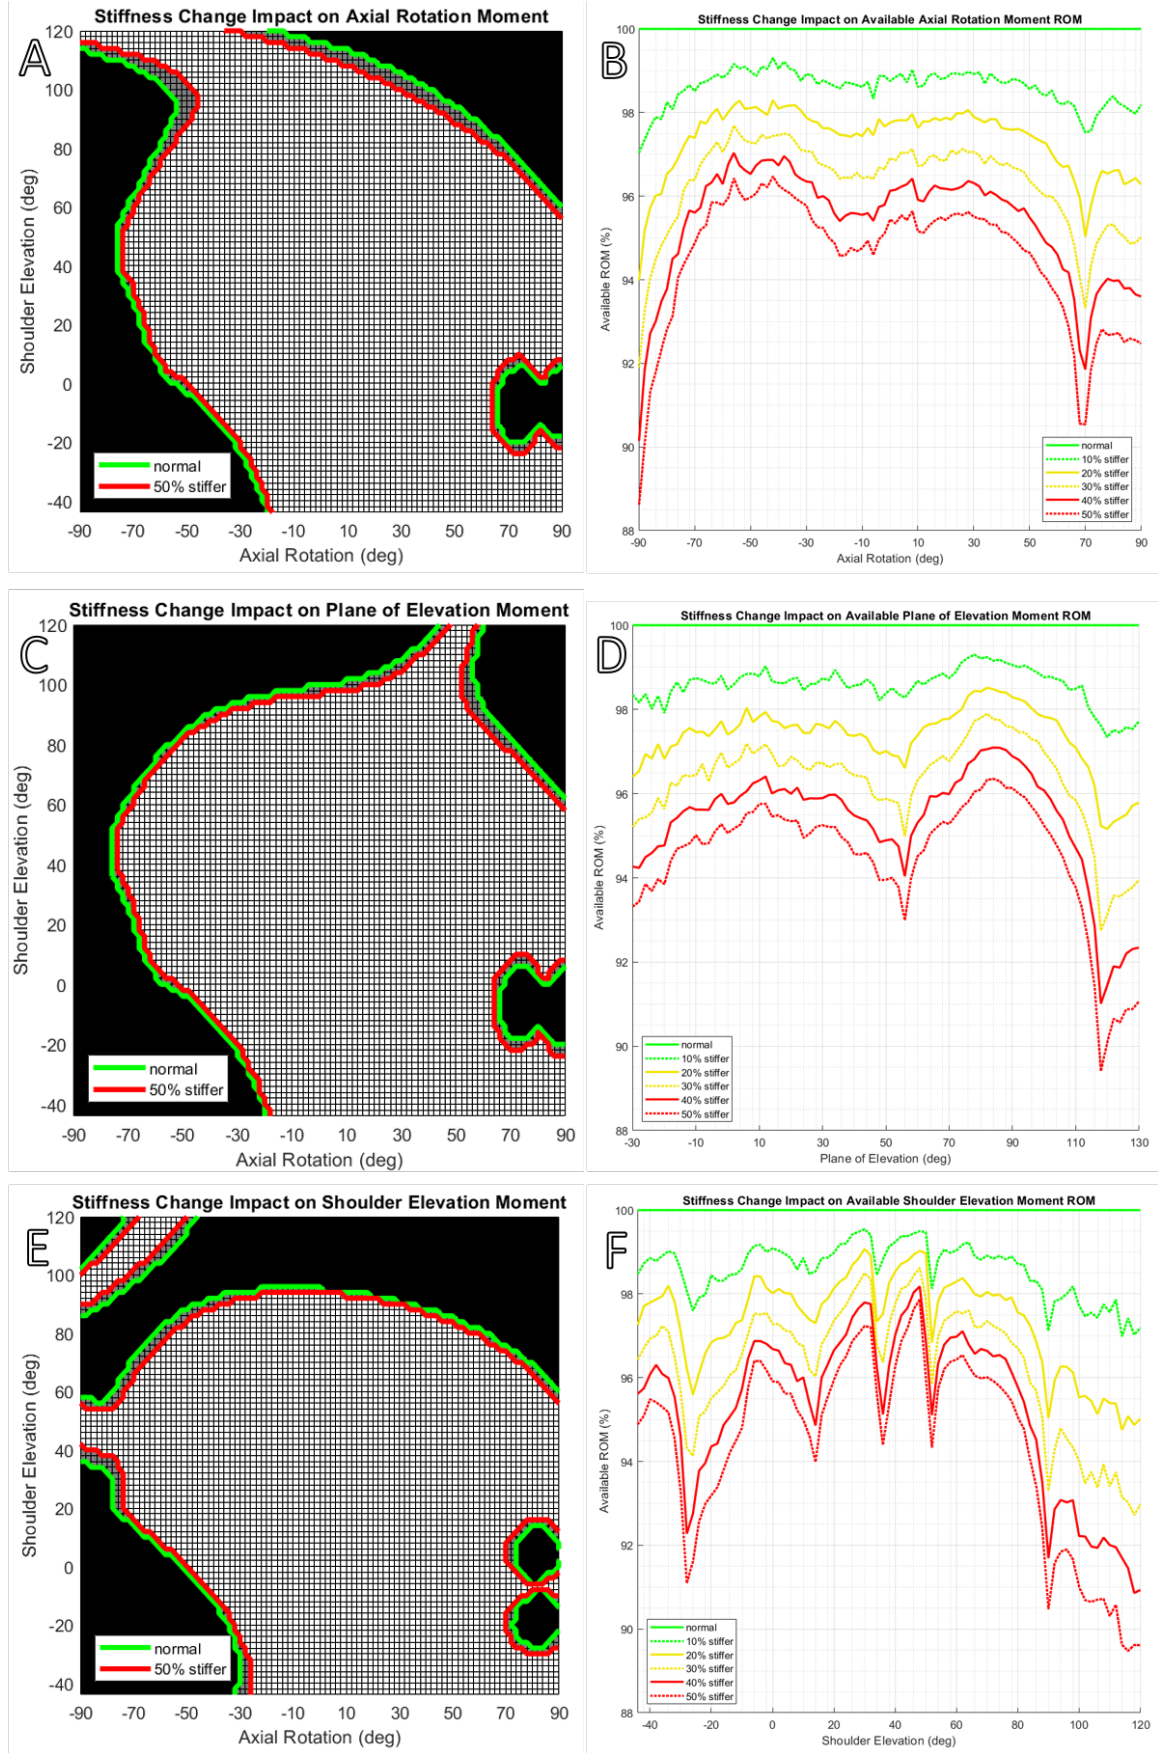 A
Stiffness Change Impact on Axial Rotation Moment
120
100
80
60
40
20
0
-20
-40
Shoulder Elevation (deg)
normal
50% stiffer
-90 -70 -50 -30 -10 10 30 50 70 90
Axial Rotation (deg)
B
Stiffness Change Impact on Available Axial Rotation Moment ROM
100
98
96
94
92
90
88
Available ROM (%)
normal
10% stiffer
20% stiffer
30% stiffer
40% stiffer
50% stiffer
-90 -70 -50 -30 -10 10 30 50 70 90
Axial Rotation (deg)
C
Stiffness Change Impact on Plane of Elevation Moment
120
100
80
60
40
20
0
-20
-40
Shoulder Elevation (deg)
normal
50% stiffer
-90 -70 -50 -30 -10 10 30 50 70 90
Axial Rotation (deg)
D
Stiffness Change Impact on Available Plane of Elevation Moment ROM
100
98
96
94
92
90
88
Available ROM (%)
normal
10% stiffer
20% stiffer
30% stiffer
40% stiffer
50% stiffer
-30 -10 10 30 50 70 90 110 130
Plane of Elevation (deg)
E
Stiffness Change Impact on Shoulder Elevation Moment
120
100
80
60
40
20
0
-20
-40
Shoulder Elevation (deg)
normal
50% stiffer
-90 -70 -50 -30 -10 10 30 50 70 90
Axial Rotation (deg)
F
Stiffness Change Impact on Available Shoulder Elevation Moment ROM
100
98
96
94
92
90
88
Available ROM (%)
normal
10% stiffer
20% stiffer
30% stiffer
40% stiffer
50% stiffer
-40 -20 0 20 40 60 80 100 120
Shoulder Elevation (deg)